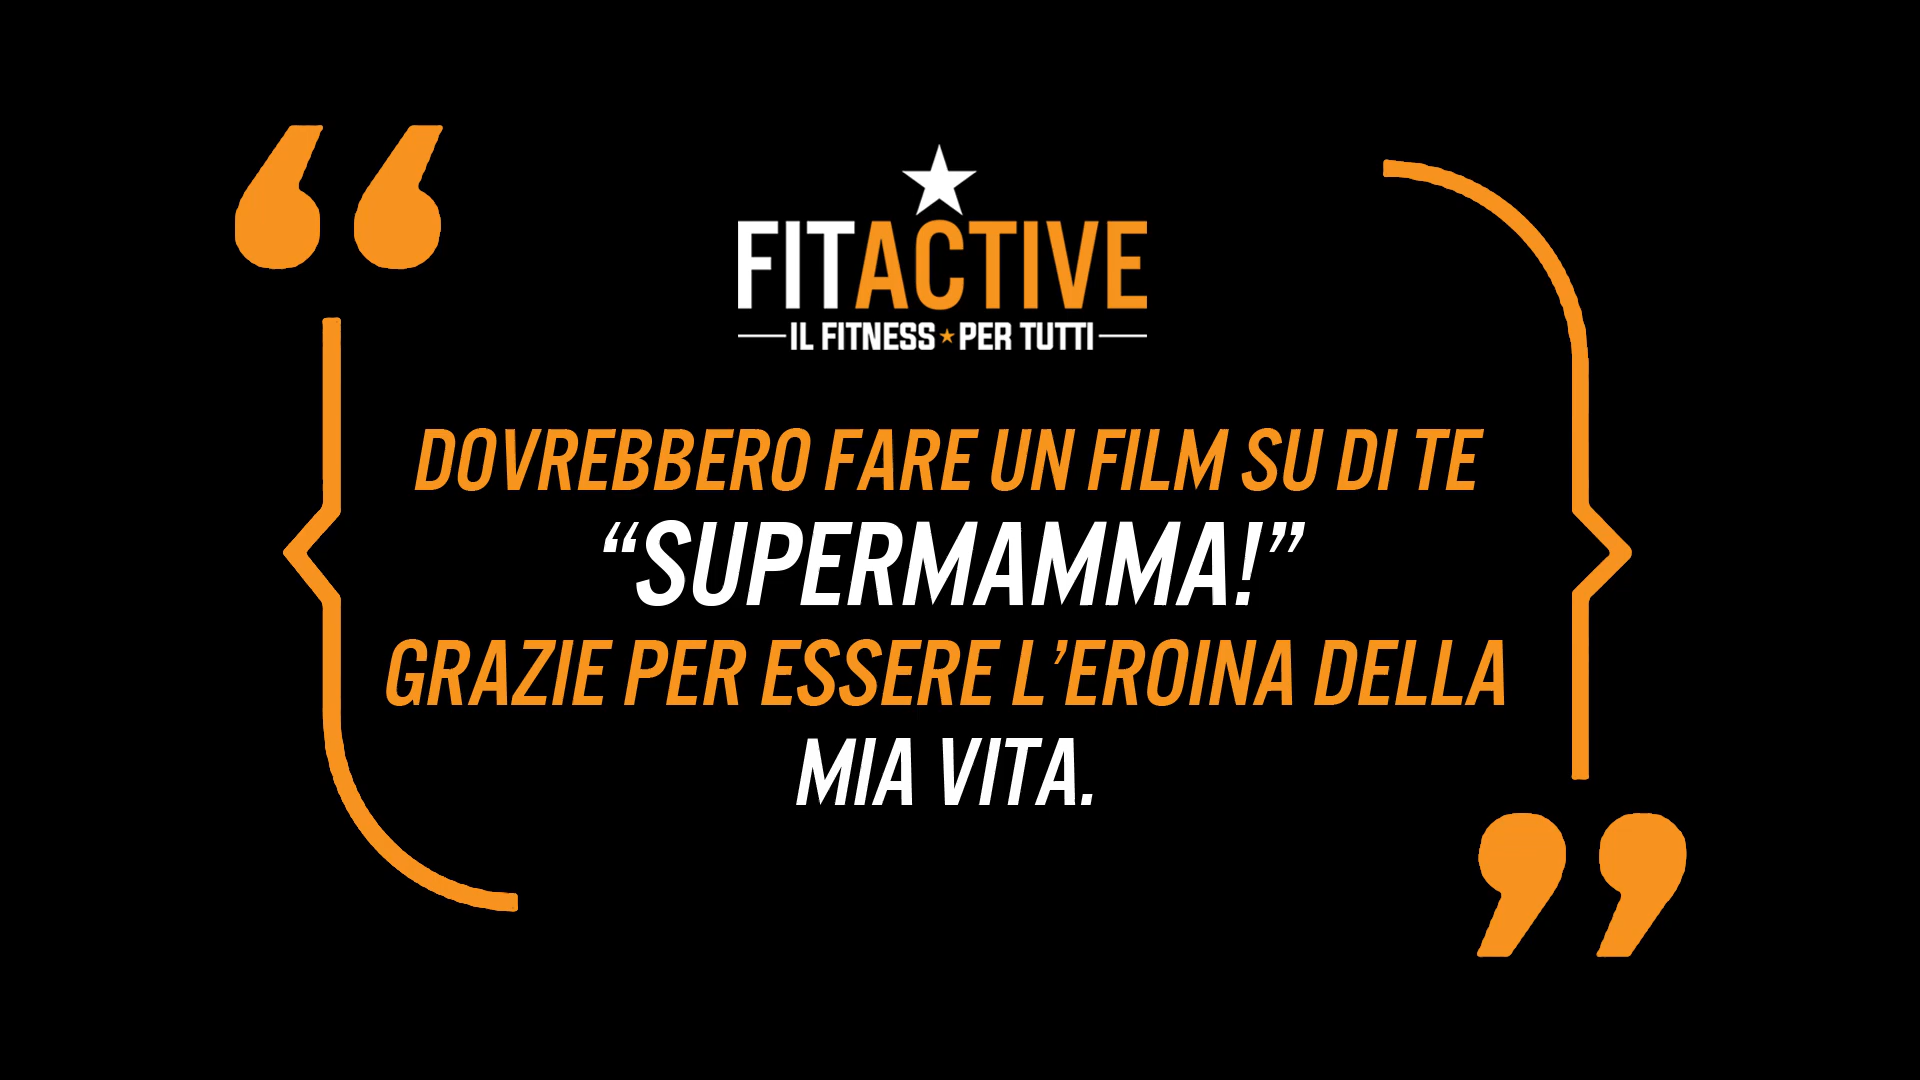 FITACTIVE
IL FITNESS★PER TUTTI
DOVREBBERO FARE UN FILM SU DI TE
“SUPERMAMMA!”
GRAZIE PER ESSERE L’EROINA DELLA
MIA VITA.